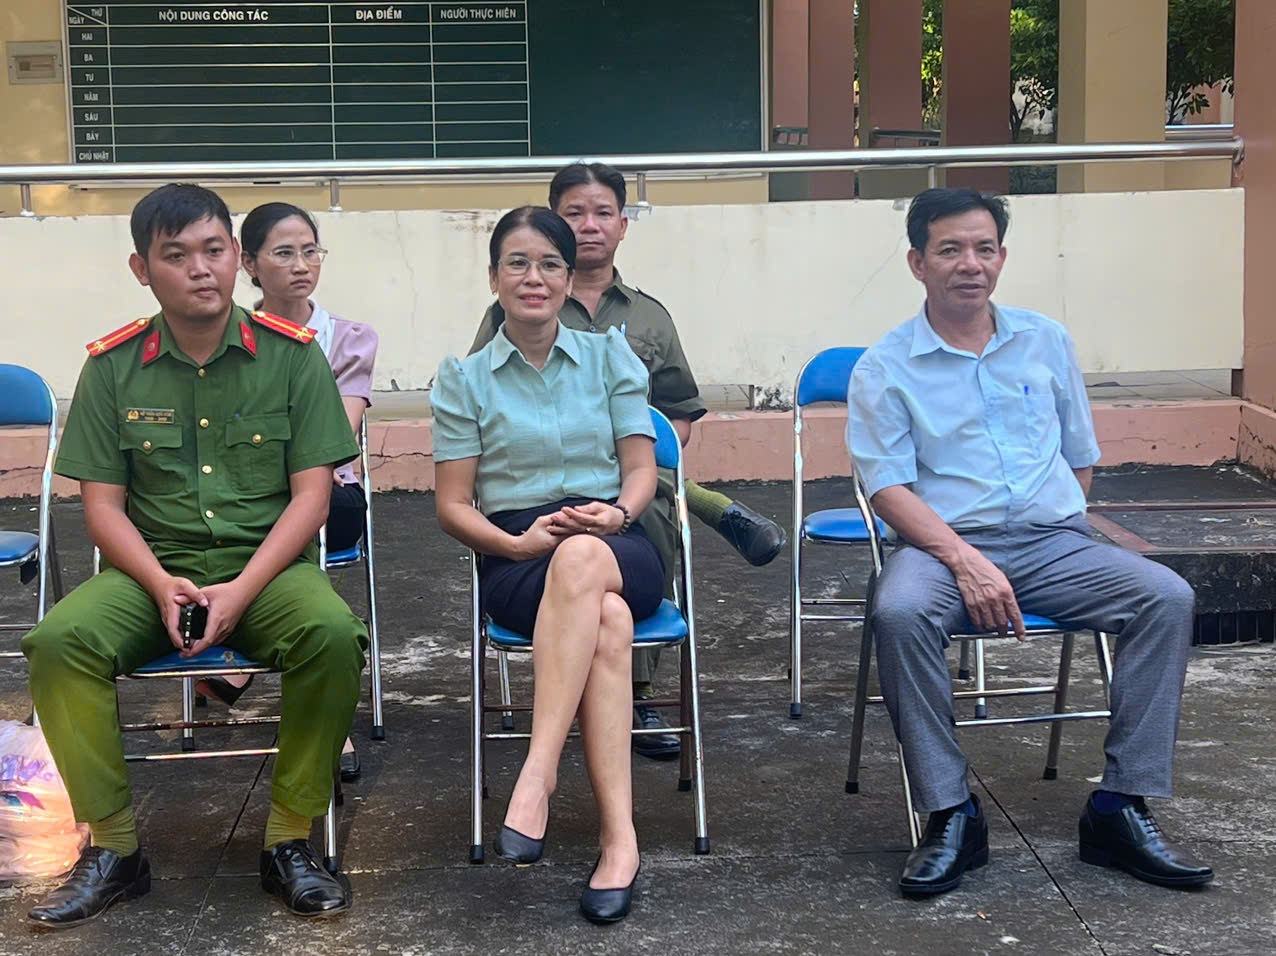 THỨ NỘI DUNG CÔNG TÁC ĐỊA ĐIỂM NGƯỜI THỰC HIỆN
NGÀY
HAI
BA
TƯ
NĂM
SÁU
BẢY
CHỦ NHẬT